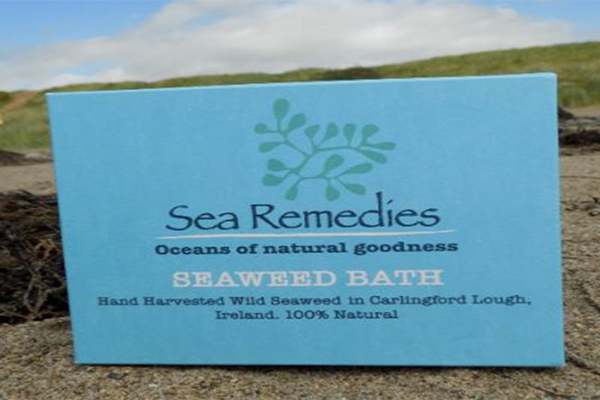 Sea Remedies
Oceans of natural goodness
SEAWEED BATH
Hand Harvested Wild Seaweed in Carlingford Lough,
Ireland. 100% Natural